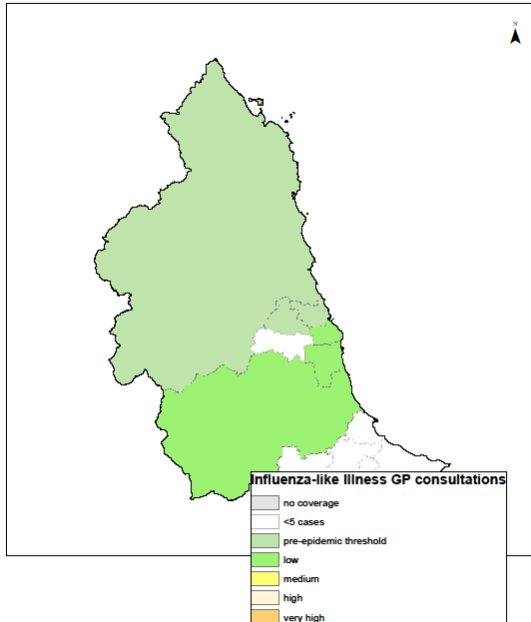 N
Influenza-like Illness GP consultations
no coverage
<5 cases
pre-epidemic threshold
low
medium
high
very high